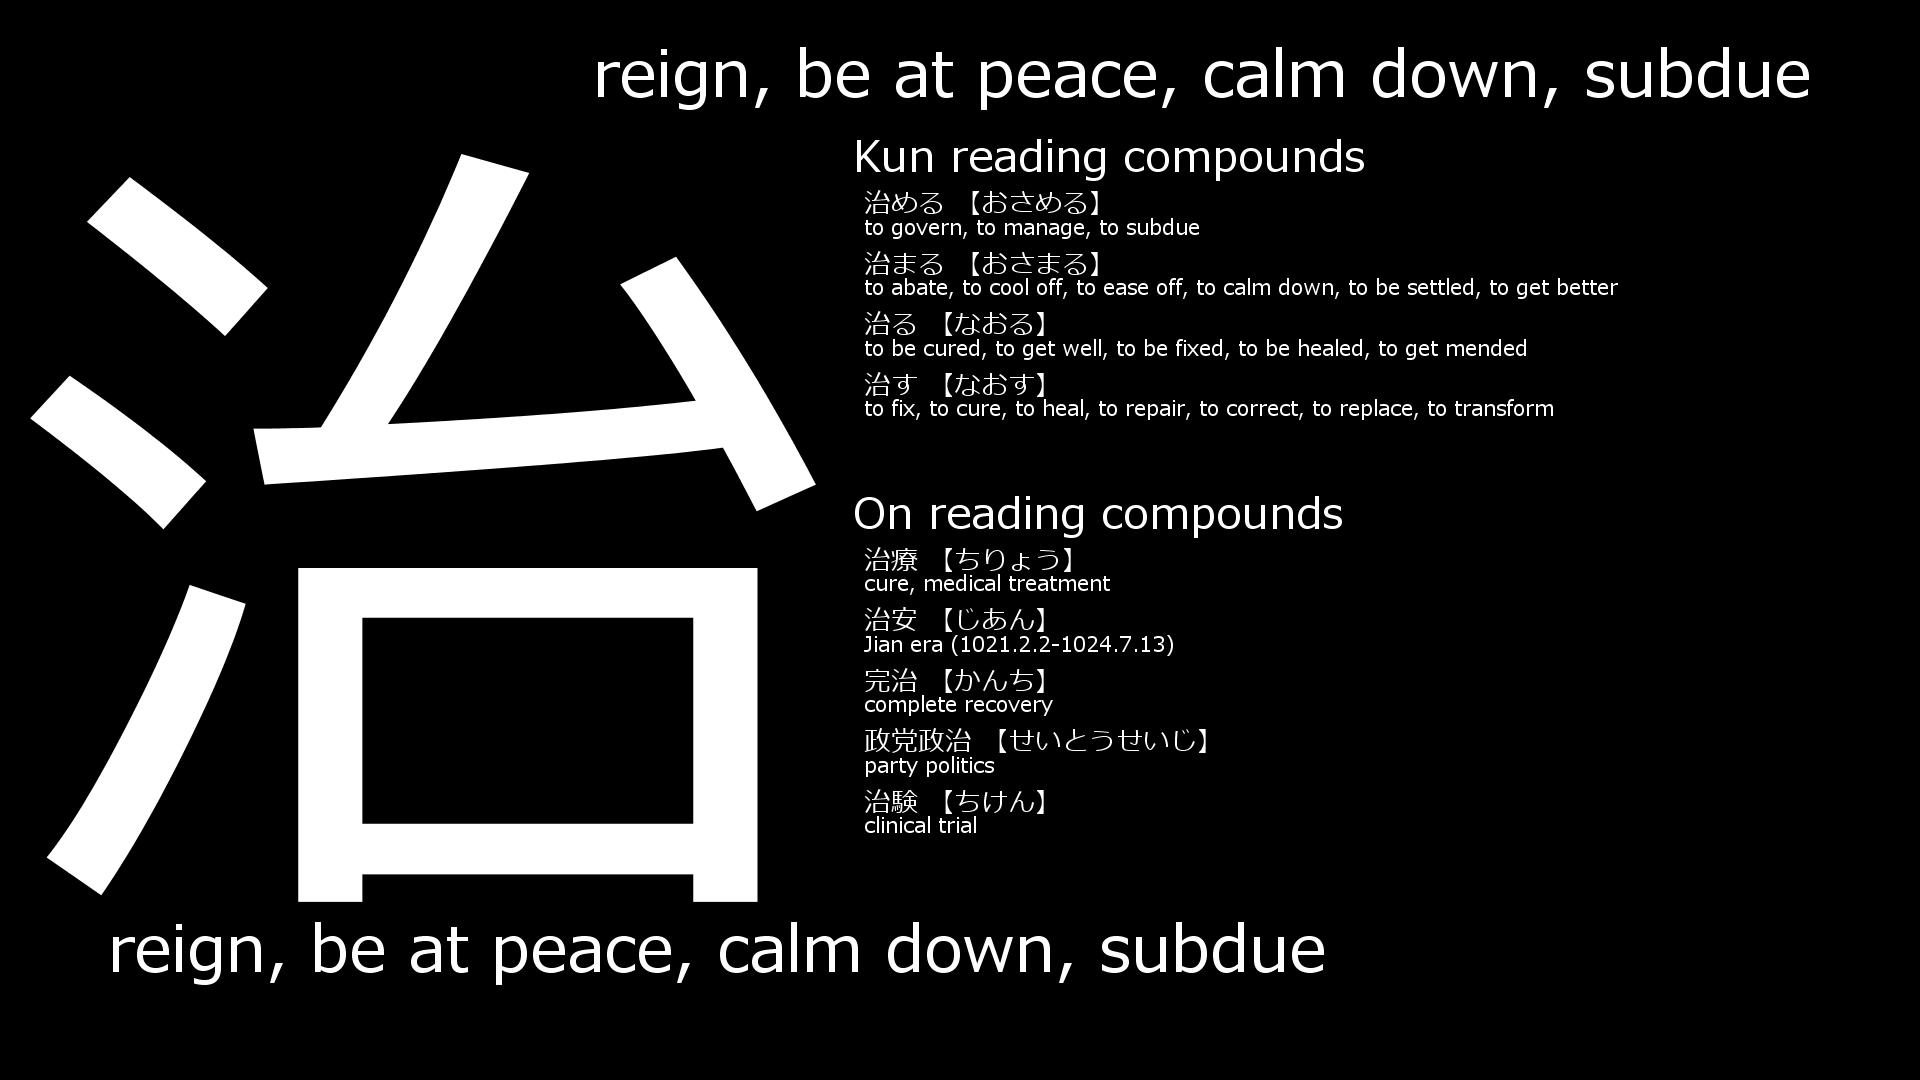 reign, be at peace, calm down, subdue
治
Kun reading compounds
治める 【おさめる】
to govern, to manage, to subdue
治まる 【おさまる】
to abate, to cool off, to ease off, to calm down, to be settled, to get better
治る 【なおる】
to be cured, to get well, to be fixed, to be healed, to get mended
治す 【なおす】
to fix, to cure, to heal, to repair, to correct, to replace, to transform
On reading compounds
治療 【ちりょう】
cure, medical treatment
治安 【じあん】
Jian era (1021.2.2-1024.7.13)
完治 【かんち】
complete recovery
政党政治 【せいとうせいじ】
party politics
治験 【ちけん】
clinical trial
reign, be at peace, calm down, subdue